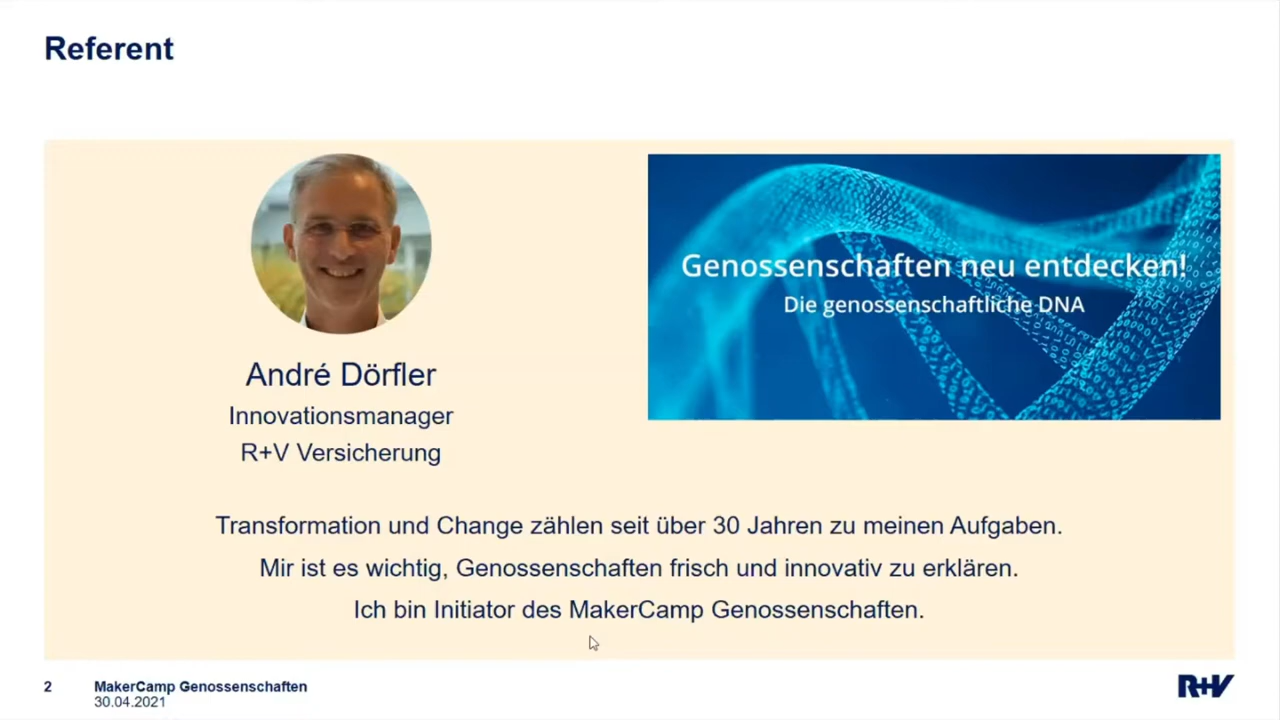 Referent
André Dörfler
Innovationsmanager
R+V Versicherung
Genossenschaften neu entdecken!
Die genossenschaftliche DNA
Transformation und Change zählen seit über 30 Jahren zu meinen Aufgaben.
Mir ist es wichtig, Genossenschaften frisch und innovativ zu erklären.
Ich bin Initiator des MakerCamp Genossenschaften.
2
MakerCamp Genossenschaften
30.04.2021
R+V